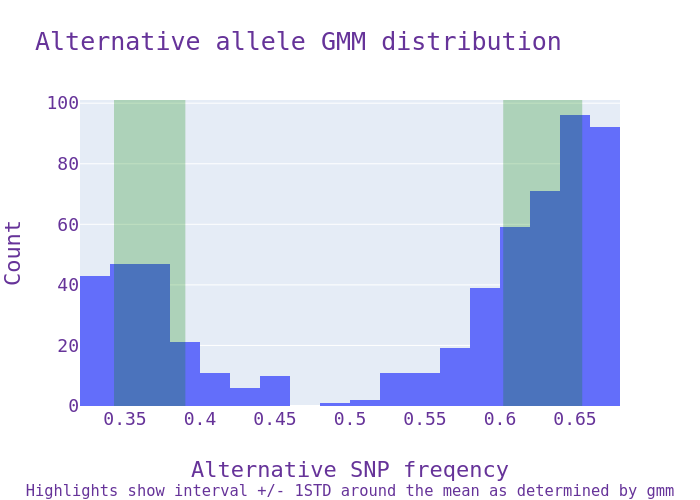 Alternative allele GMM distribution
100
80
60
40
20
0
Count
0.35 0.4 0.45 0.5 0.55 0.6 0.65
Alternative SNP freqency
Highlights show interval +/- 1STD around the mean as determined by gmm